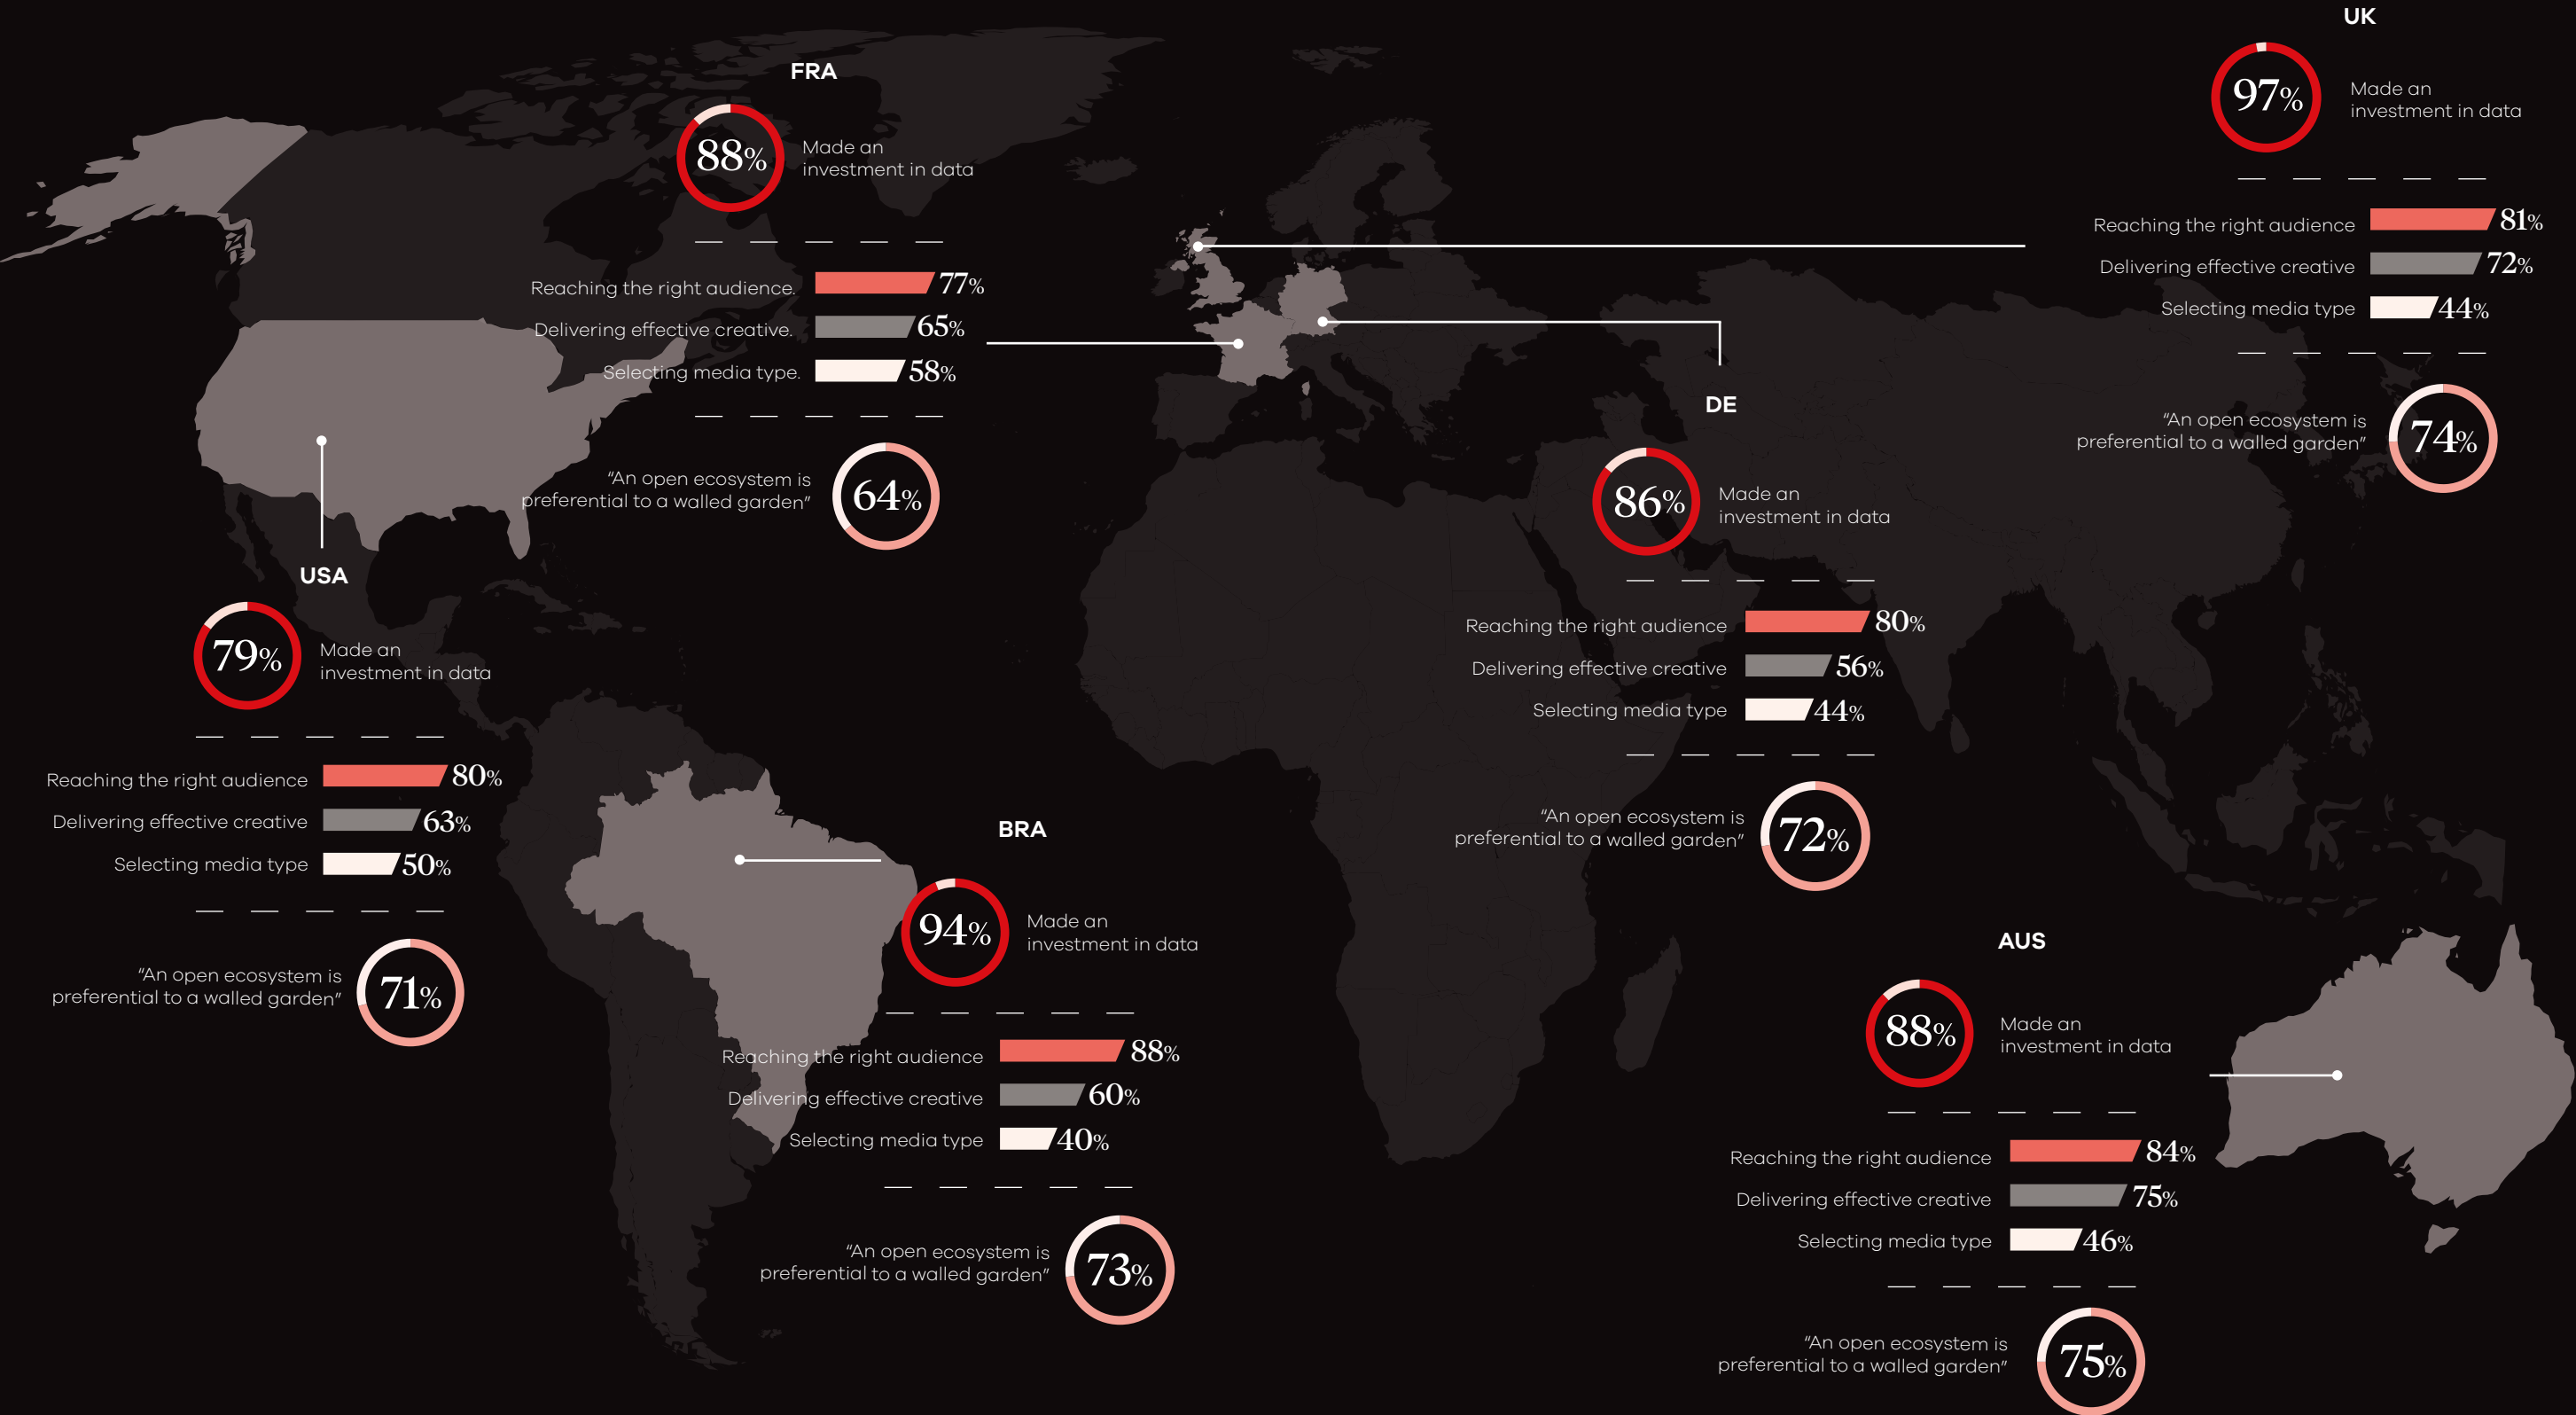 UK
97%
Made an
investment in data
Reaching the right audience 81%
Delivering effective creative 72%
Selecting media type 44%
“An open ecosystem is
preferential to a walled garden”
74%
FRA
88%
Made an
investment in data
Reaching the right audience. 77%
Delivering effective creative. 65%
Selecting media type. 58%
“An open ecosystem is
preferential to a walled garden”
64%
DE
86%
Made an
investment in data
Reaching the right audience 80%
Delivering effective creative 56%
Selecting media type 44%
“An open ecosystem is
preferential to a walled garden”
72%
USA
79%
Made an
investment in data
Reaching the right audience 80%
Delivering effective creative 63%
Selecting media type 50%
“An open ecosystem is
preferential to a walled garden”
71%
BRA
94%
Made an
investment in data
Reaching the right audience 88%
Delivering effective creative 60%
Selecting media type 40%
“An open ecosystem is
preferential to a walled garden”
73%
AUS
88%
Made an
investment in data
Reaching the right audience 84%
Delivering effective creative 75%
Selecting media type 46%
“An open ecosystem is
preferential to a walled garden”
75%